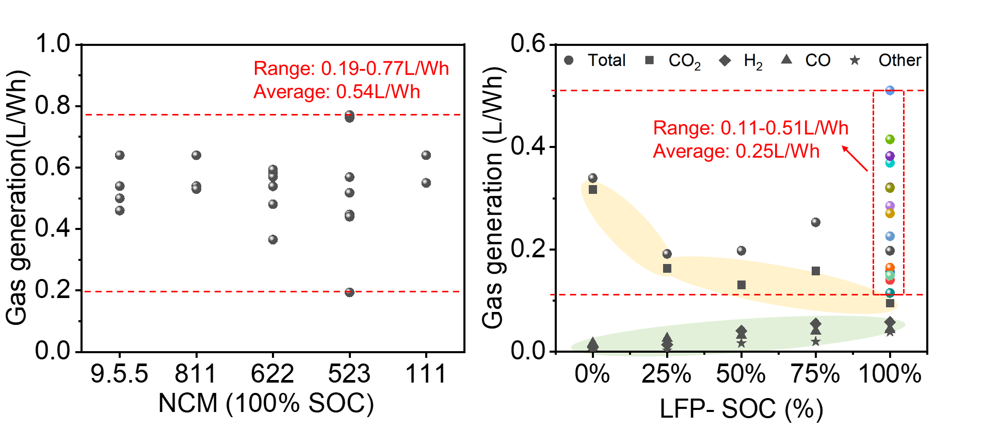 Gas generation(L/Wh)
1.0
0.8
0.6
0.4
0.2
0.0
Range: 0.19-0.77L/Wh
Average: 0.54L/Wh
9.5.5 811 622 523 111
NCM (100% SOC)
Gas generation (L/Wh)
0.6
0.4
0.2
0.0
Total CO₂ H₂ CO Other
Range: 0.11-0.51L/Wh
Average: 0.25L/Wh
0% 25% 50% 75% 100%
LFP- SOC (%)